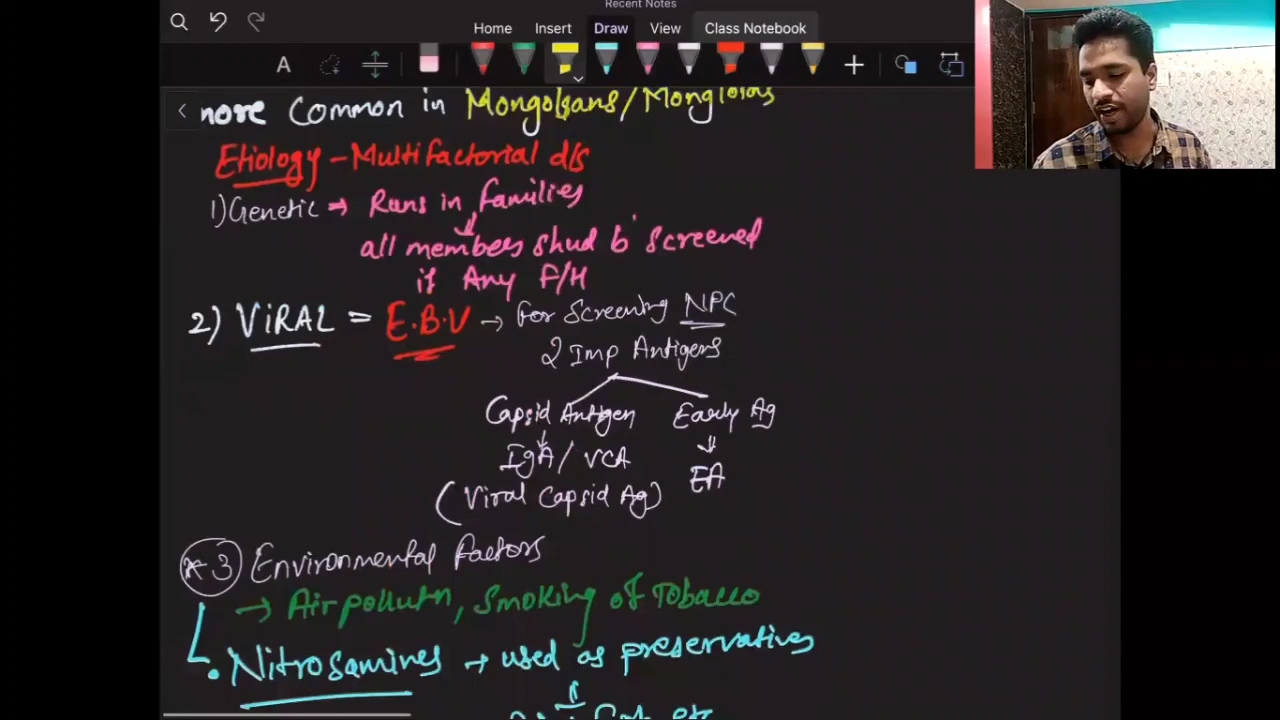 Recent Notes
Home Insert Draw View Class Notebook
A
more Common in Mongolsans/Mongloids
Etiology - Multifactorial d/s
1) Genetic → Runs in families
all members shud b' Screened
if Any F/H
2) ViRAL = E.B.V → for Screening NPC
2 Imp Antigens
Capsid Antigen Early Ag
IgA/ VCA EA
(Viral Capsid Ag)
*3 Environmental factors
→ Air pollutn, Smoking of Tobacco
Nitrosamines → used as preservatives